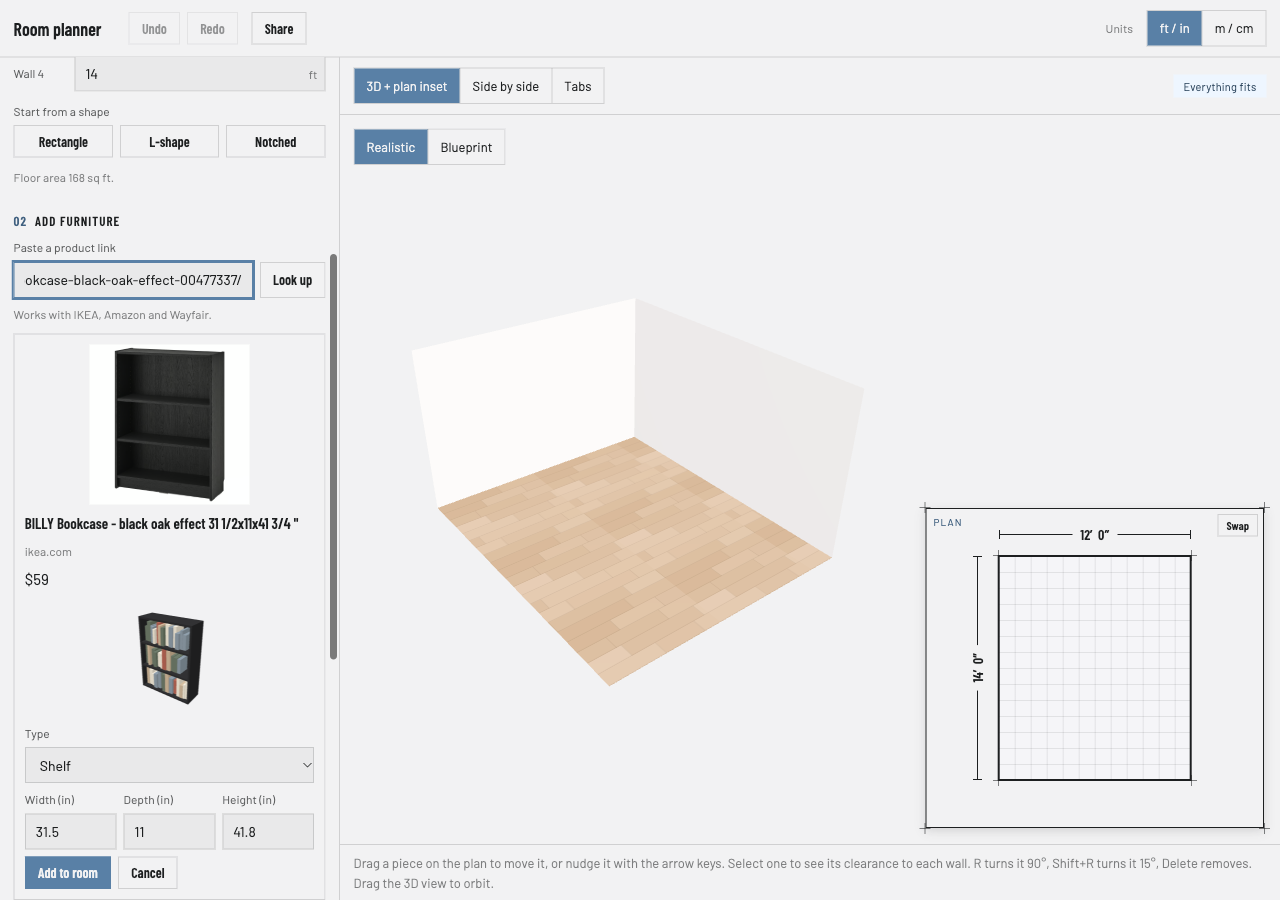 Room planner
Undo
Redo
Share
Units
ft / in
m / cm
Wall 4
14
ft
Start from a shape
Rectangle
L-shape
Notched
Floor area 168 sq ft.
02 ADD FURNITURE
Paste a product link
okcase-black-oak-effect-00477337/
Look up
Works with IKEA, Amazon and Wayfair.
BILLY Bookcase - black oak effect 31 1/2x11x41 3/4 "
ikea.com
$59
Type
Shelf
Width (in)
Depth (in)
Height (in)
31.5
11
41.8
Add to room
Cancel
3D + plan inset
Side by side
Tabs
Everything fits
Realistic
Blueprint
PLAN
Swap
12′ 0″
14′ 0″
Drag a piece on the plan to move it, or nudge it with the arrow keys. Select one to see its clearance to each wall. R turns it 90°, Shift+R turns it 15°, Delete removes.
Drag the 3D view to orbit.